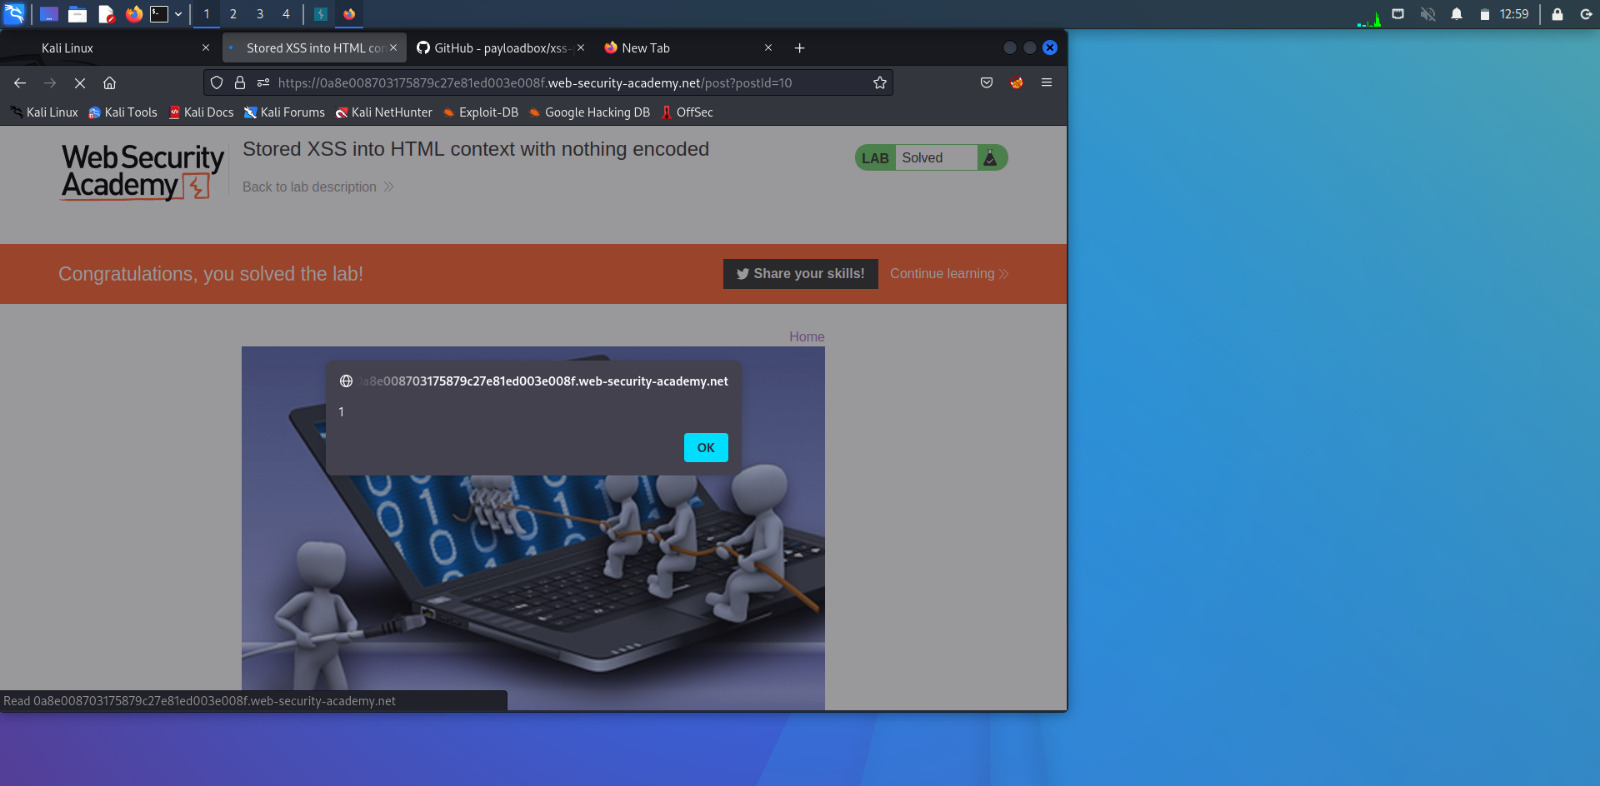 1 2 3 4 12:59
Kali Linux Stored XSS into HTML con GitHub - payloadbox/xss- New Tab
https://0a8e008703175879c27e81ed003e008f.web-security-academy.net/post?postId=10
Kali Linux Kali Tools Kali Docs Kali Forums Kali NetHunter Exploit-DB Google Hacking DB OffSec
Web Security
Academy
Stored XSS into HTML context with nothing encoded
LAB Solved
Back to lab description
Congratulations, you solved the lab!
Share your skills! Continue learning
Home
0a8e008703175879c27e81ed003e008f.web-security-academy.net
1
OK
Read 0a8e008703175879c27e81ed003e008f.web-security-academy.net